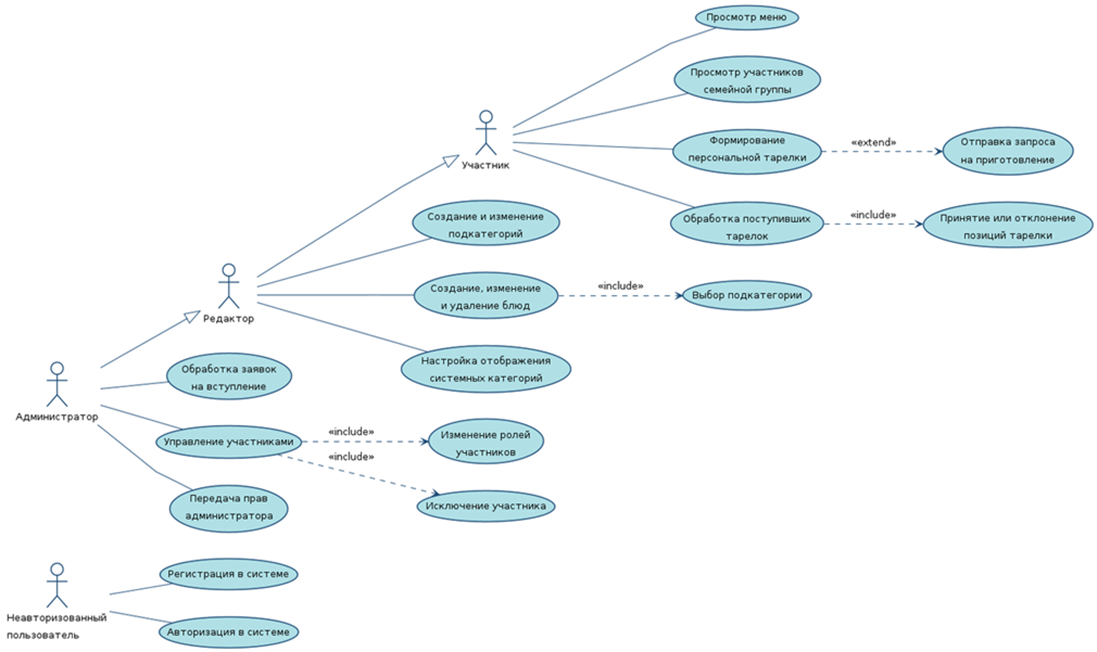 Просмотр меню
Просмотр участников
семейной группы
Участник
Формирование
персональной тарелки
«extend»
Отправка запроса
на приготовление
Обработка поступивших
тарелок
«include»
Принятие или отклонение
позиций тарелки
Создание и изменение
подкатегорий
Редактор
Создание, изменение
и удаление блюд
«include»
Выбор подкатегории
Настройка отображения
системных категорий
Администратор
Обработка заявок
на вступление
Управление участниками
«include»
Изменение ролей
участников
«include»
Исключение участника
Передача прав
администратора
Неавторизованный
пользователь
Регистрация в системе
Авторизация в системе